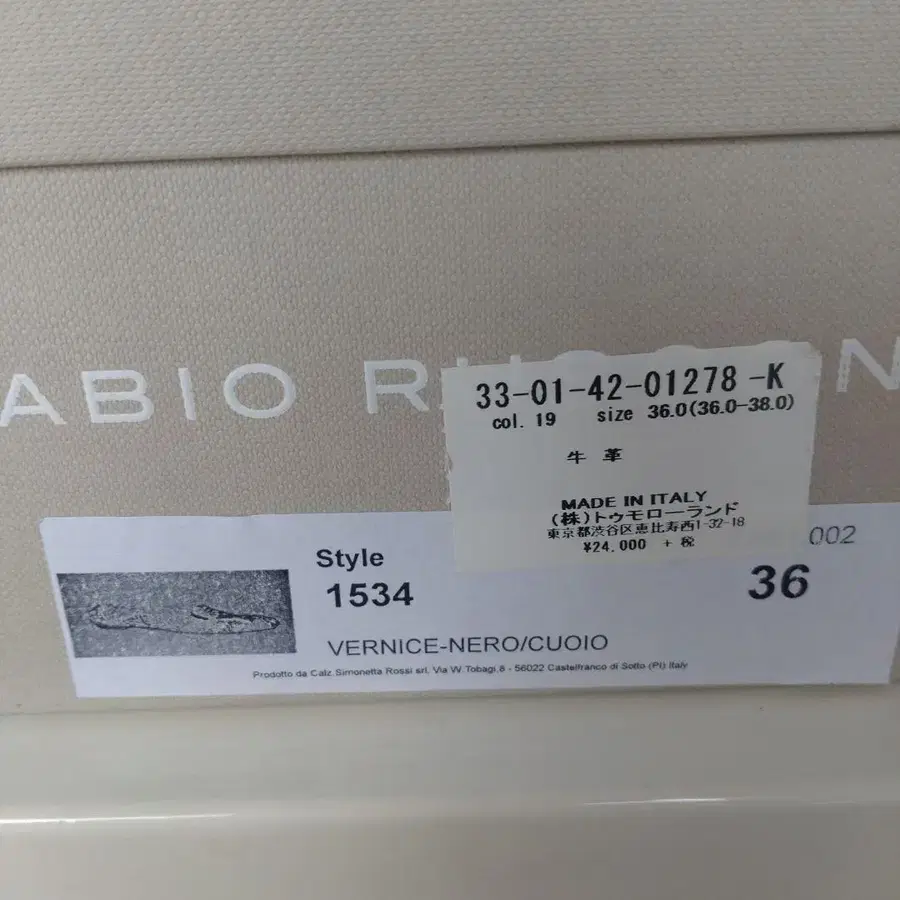 ABIO RUSCONI
33-01-42-01278-K
col. 19 size 36.0(36.0-38.0)
牛 革
MADE IN ITALY
(株)トゥモローランド
東京都渋谷区恵比寿西1-32-18
¥24,000 + 税
002
Style
1534
36
VERNICE-NERO/CUOIO
Prodotto da Calz.Simonetta Rossi srl. Via W.Tobagi,8 - 56022 Castelfranco di Sotto (PI) Italy